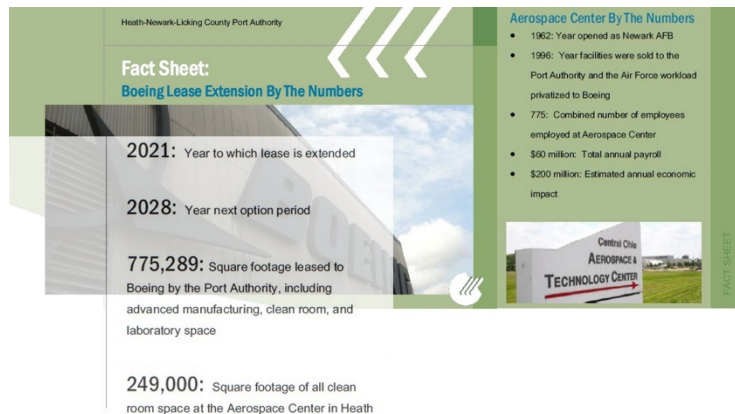 Heath-Newark-Licking County Port Authority
Fact Sheet:
Boeing Lease Extension By The Numbers
2021: Year to which lease is extended
2028: Year next option period
775,289: Square footage leased to
Boeing by the Port Authority, including
advanced manufacturing, clean room, and
laboratory space
249,000: Square footage of all clean
room space at the Aerospace Center in Heath
BOEING
Aerospace Center By The Numbers
• 1962: Year opened as Newark AFB
• 1996: Year facilities were sold to the
Port Authority and the Air Force workload
privatized to Boeing
• 775: Combined number of employees
employed at Aerospace Center
• $60 million: Total annual payroll
• $200 million: Estimated annual economic
impact
Central Ohio
AEROSPACE &
TECHNOLOGY CENTER
FACT SHEET